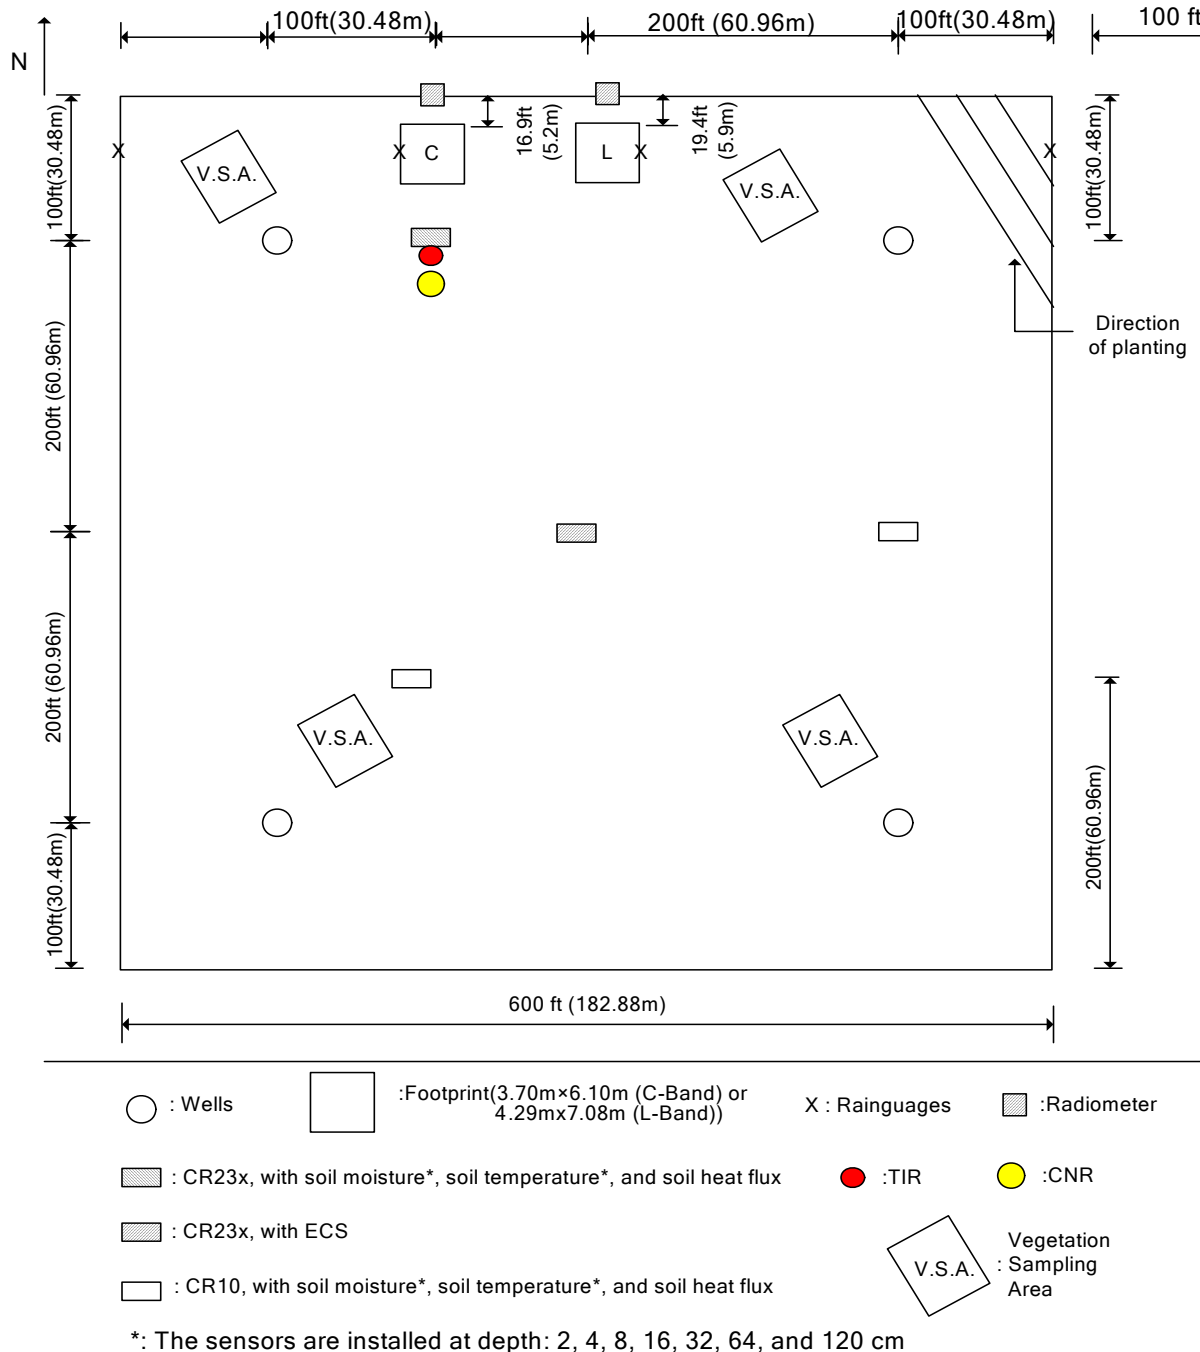 100ft(30.48m)
200ft (60.96m)
100ft(30.48m)
100 ft
N
100ft(30.48m)
16.9ft
(5.2m)
19.4ft
(5.9m)
100ft(30.48m)
X
V.S.A.
X
C
L
X
V.S.A.
X
Direction
of planting
200ft (60.96m)
200ft (60.96m)
V.S.A.
V.S.A.
200ft(60.96m)
100ft(30.48m)
600 ft (182.88m)
: Wells
:Footprint(3.70m×6.10m (C-Band) or
4.29mx7.08m (L-Band))
X : Rainguages
:Radiometer
: CR23x, with soil moisture*, soil temperature*, and soil heat flux
:TIR
:CNR
: CR23x, with ECS
V.S.A.
Vegetation
: Sampling
Area
: CR10, with soil moisture*, soil temperature*, and soil heat flux
*: The sensors are installed at depth: 2, 4, 8, 16, 32, 64, and 120 cm